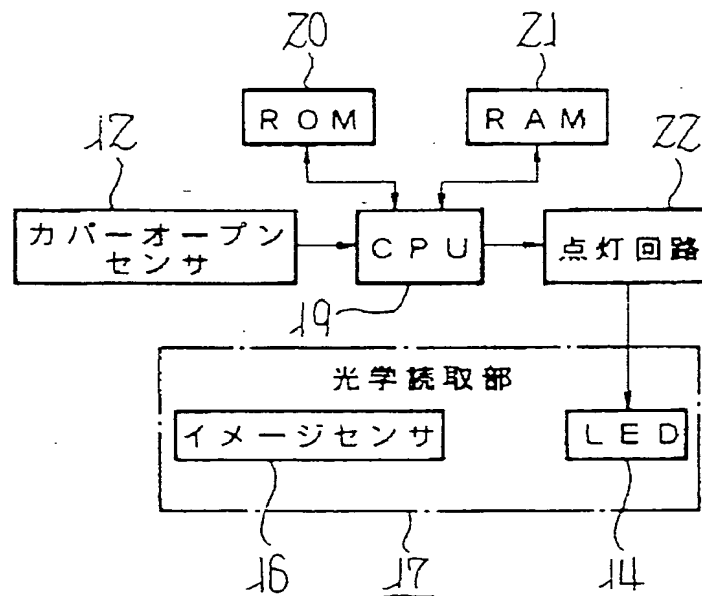 20
21
ROM
RAM
12
22
カバーオープン
センサ
CPU
点灯回路
19
光学読取部
イメージセンサ
LED
16
17
14